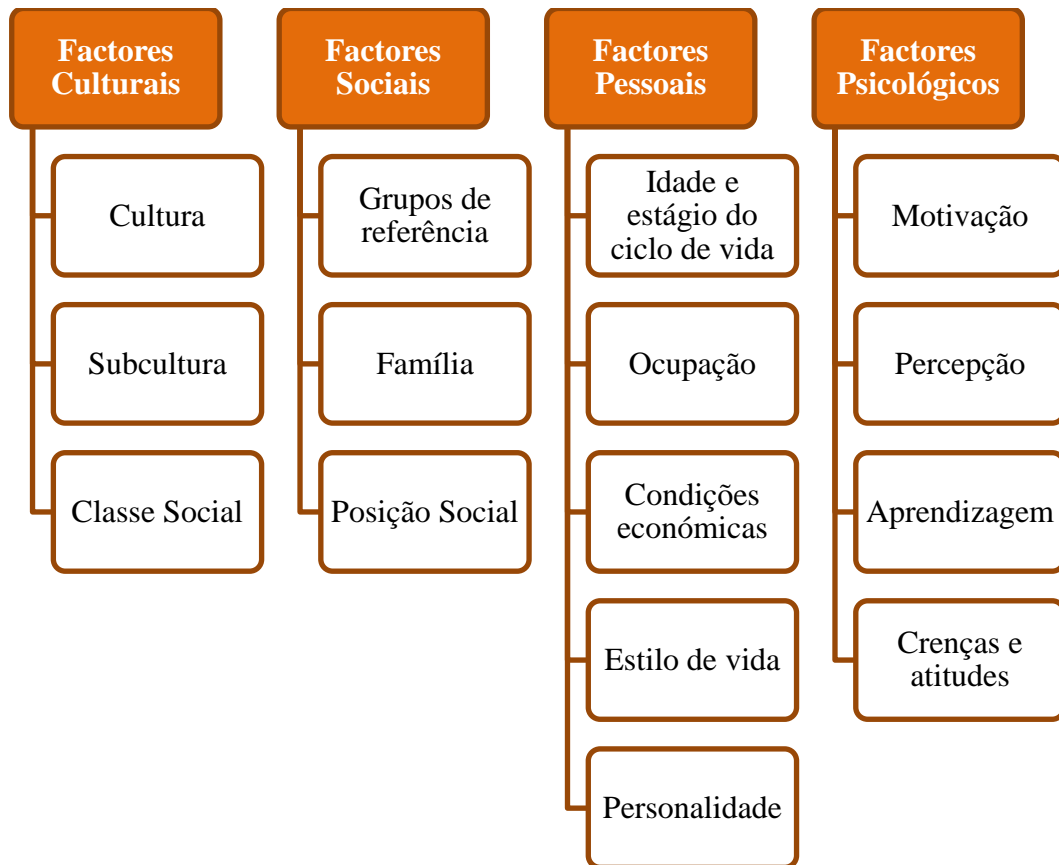 Factores
Culturais
Cultura
Subcultura
Classe Social
Factores
Sociais
Grupos de
referência
Família
Posição Social
Factores
Pessoais
Idade e
estágio do
ciclo de vida
Ocupação
Condições
económicas
Estilo de vida
Personalidade
Factores
Psicológicos
Motivação
Percepção
Aprendizagem
Crenças e
atitudes